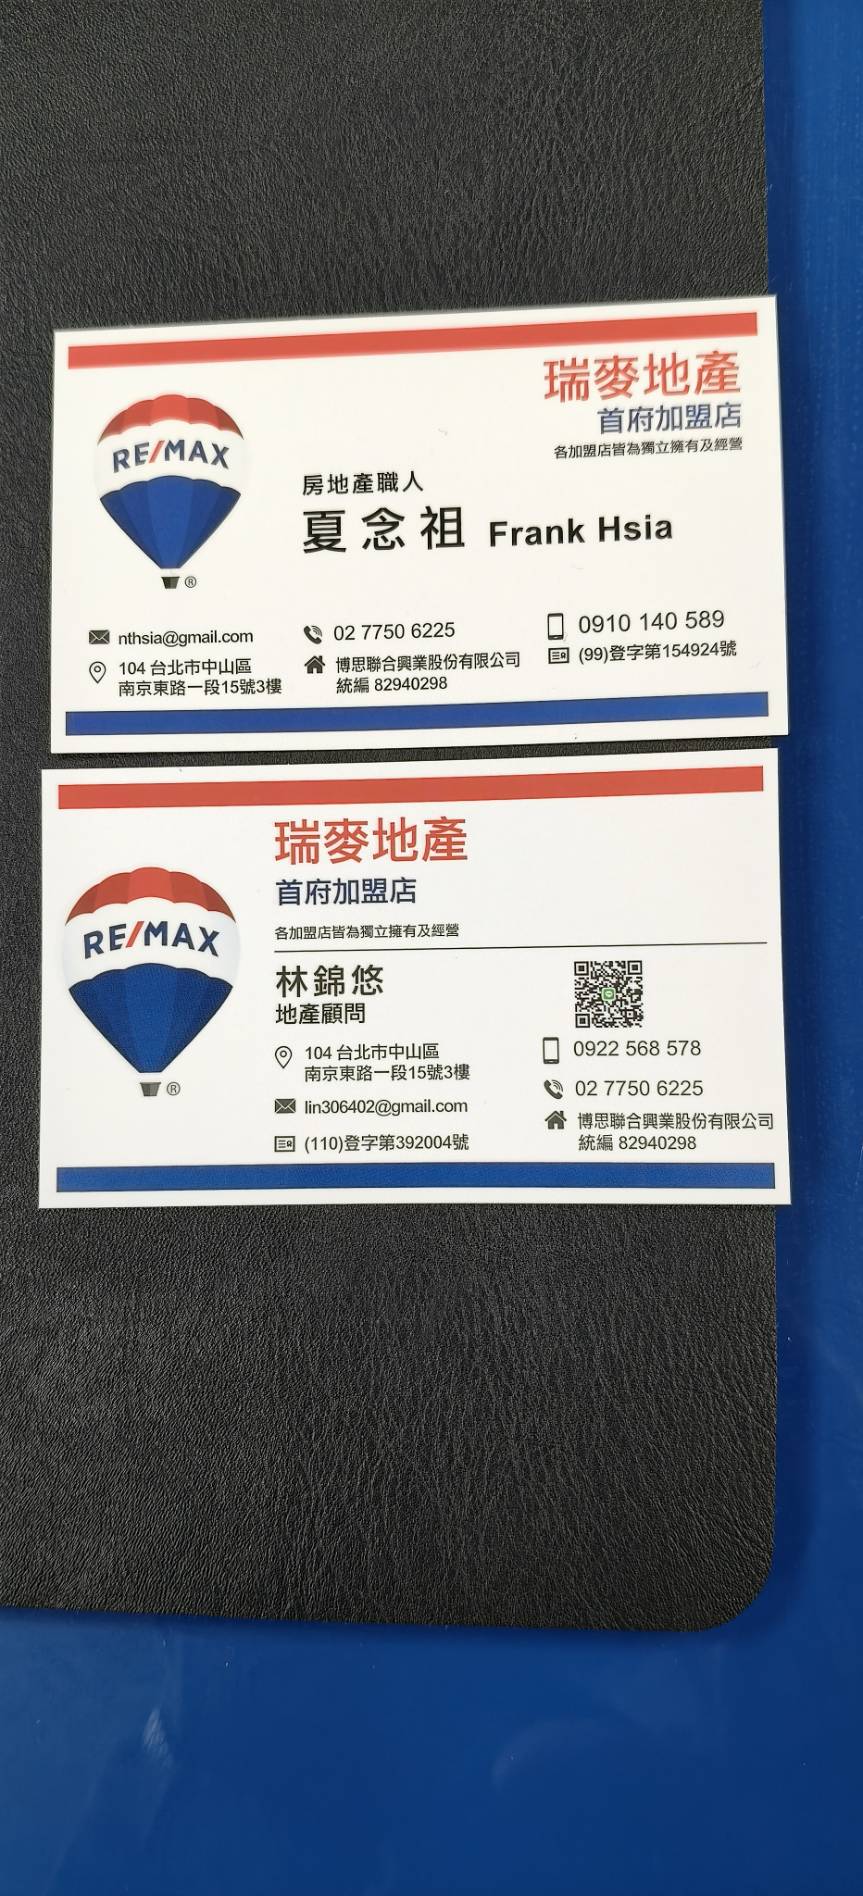 瑞麥地產
首府加盟店
各加盟店皆為獨立擁有及經營
RE/MAX
®
房地產職人
夏念祖 Frank Hsia
nthsia@gmail.com
104 台北市中山區
南京東路一段15號3樓
02 7750 6225
博思聯合興業股份有限公司
統編 82940298
0910 140 589
(99)登字第154924號
瑞麥地產
首府加盟店
各加盟店皆為獨立擁有及經營
RE/MAX
®
林錦悠
地產顧問
104 台北市中山區
南京東路一段15號3樓
lin306402@gmail.com
(110)登字第392004號
0922 568 578
02 7750 6225
博思聯合興業股份有限公司
統編 82940298